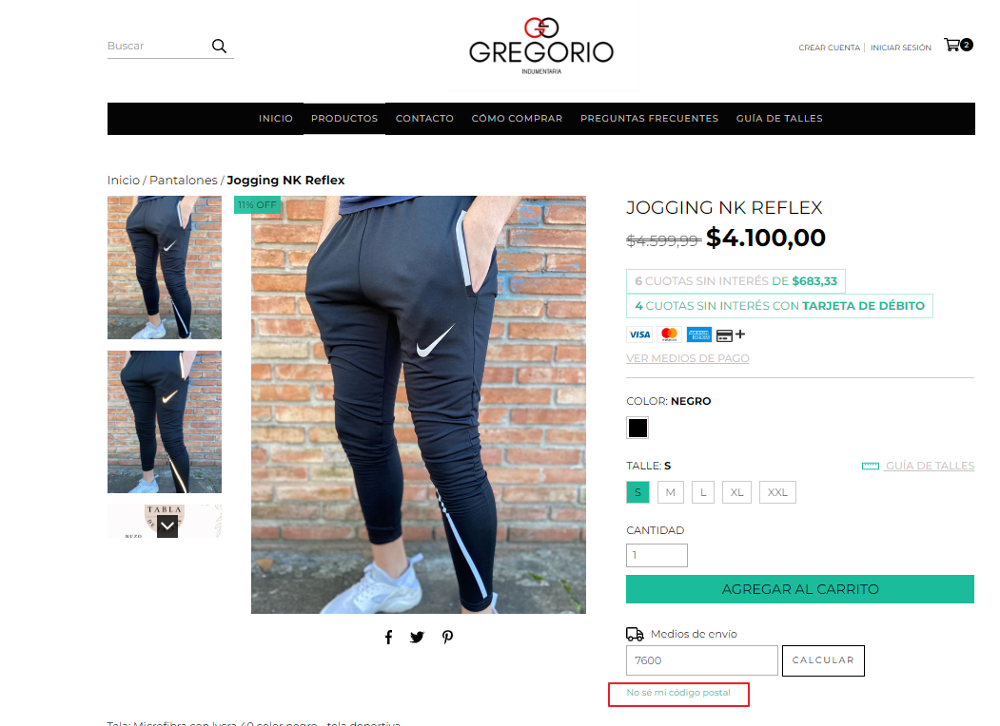 Buscar
GREGORIO
INDUMENTARIA
CREAR CUENTA | INICIAR SESIÓN
2
INICIO PRODUCTOS CONTACTO CÓMO COMPRAR PREGUNTAS FRECUENTES GUÍA DE TALLES
Inicio / Pantalones / Jogging NK Reflex
11% OFF
TABLA
DE
BUZO
JOGGING NK REFLEX
$4.599,99 $4.100,00
6 CUOTAS SIN INTERÉS DE $683,33
4 CUOTAS SIN INTERÉS CON TARJETA DE DÉBITO
VISA
VER MEDIOS DE PAGO
COLOR: NEGRO
TALLE: S
GUÍA DE TALLES
S M L XL XXL
CANTIDAD
1
AGREGAR AL CARRITO
Medios de envío
7600 CALCULAR
No sé mi código postal
Tela: Microfibra con lycra 40 color negro - tela deportiva